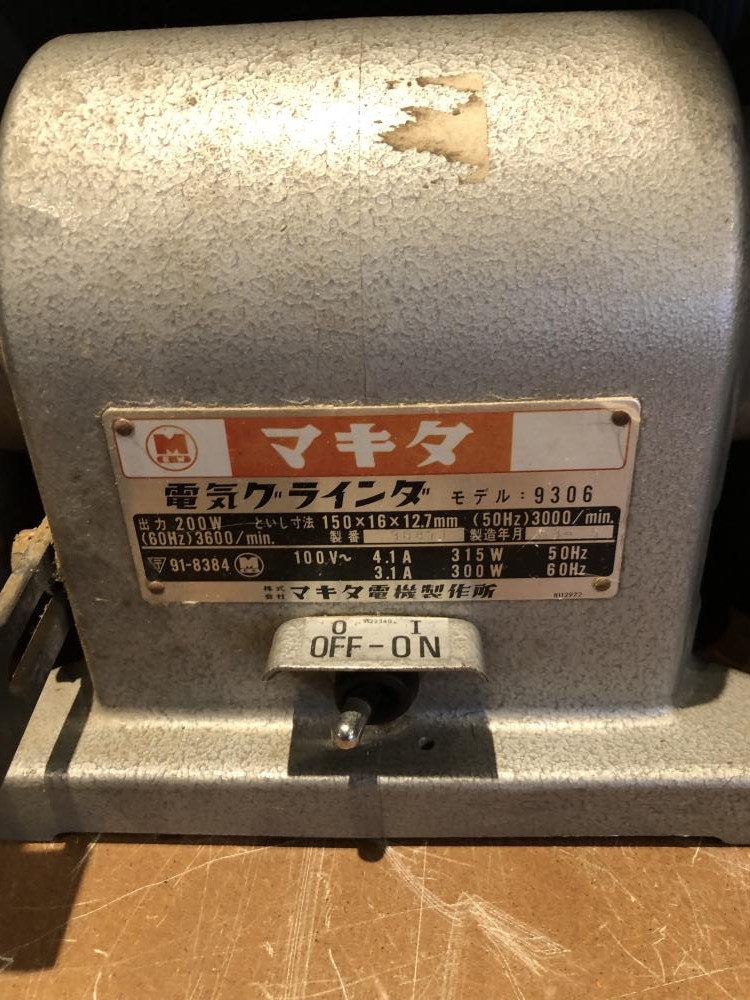 M
E.W
マキタ
電気グラインダ モデル:9306
出力 200W といし寸法 150×16×12.7mm (50Hz)3000/min.
(60Hz)3600/min. 製番 製造年月
〒 91-8384 M 100V〜 4.1A 315W 50Hz
3.1A 300W 60Hz
株式会社 マキタ電機製作所
O I
OFF-ON